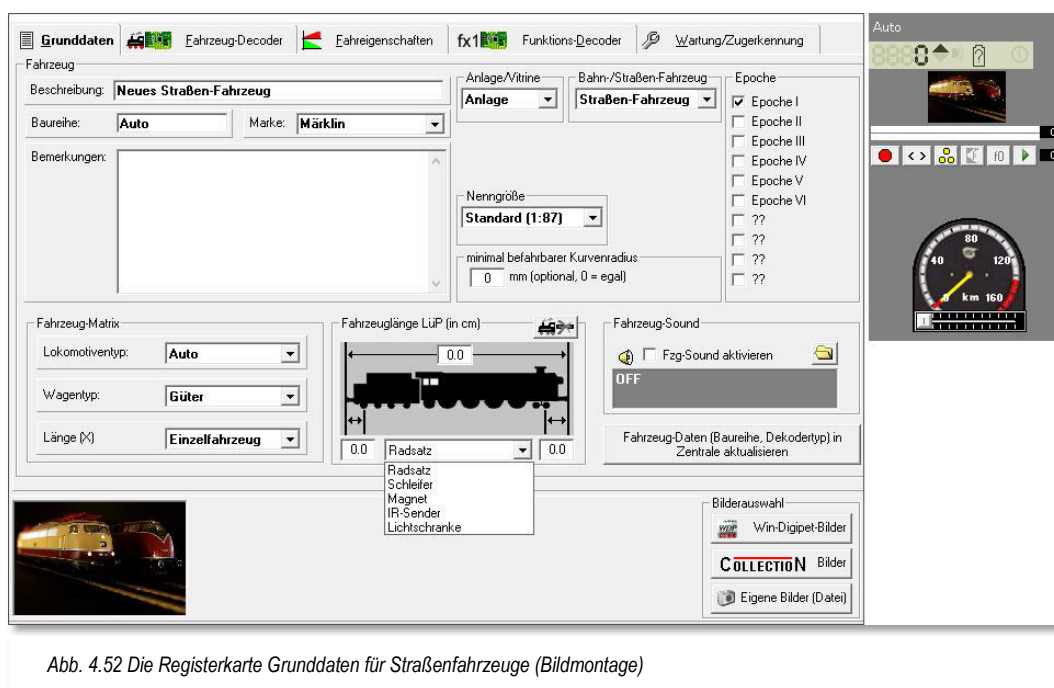 Grunddaten
Fahrzeug-Decoder
Fahreigenschaften
fx1
Funktions-Decoder
Wartung/Zugerkennung
Fahrzeug
Beschreibung:
Neues Straßen-Fahrzeug
Baureihe:
Auto
Marke:
Märklin
Bemerkungen:
Anlage/Vitrine
Anlage
Bahn-/Straßen-Fahrzeug
Straßen-Fahrzeug
Nenngröße
Standard (1:87)
minimal befahrbarer Kurvenradius
0 mm (optional, 0 = egal)
Epoche
Epoche I
Epoche II
Epoche III
Epoche IV
Epoche V
Epoche VI
??
??
??
??
Fahrzeug-Matrix
Lokomotiventyp:
Auto
Wagentyp:
Güter
Länge (X)
Einzelfahrzeug
Fahrzeuglänge LüP (in cm)
0.0
0.0
Radsatz
0.0
Radsatz
Schleifer
Magnet
IR-Sender
Lichtschranke
Fahrzeug-Sound
Fzg-Sound aktivieren
OFF
Fahrzeug-Daten (Baureihe, Dekodertyp) in
Zentrale aktualisieren
Bilderauswahl
WDP Win-Digipet-Bilder
COLLECTION Bilder
Eigene Bilder (Datei)
Auto
0
?
< >
f0
40
80
120
km 160
Abb. 4.52 Die Registerkarte Grunddaten für Straßenfahrzeuge (Bildmontage)